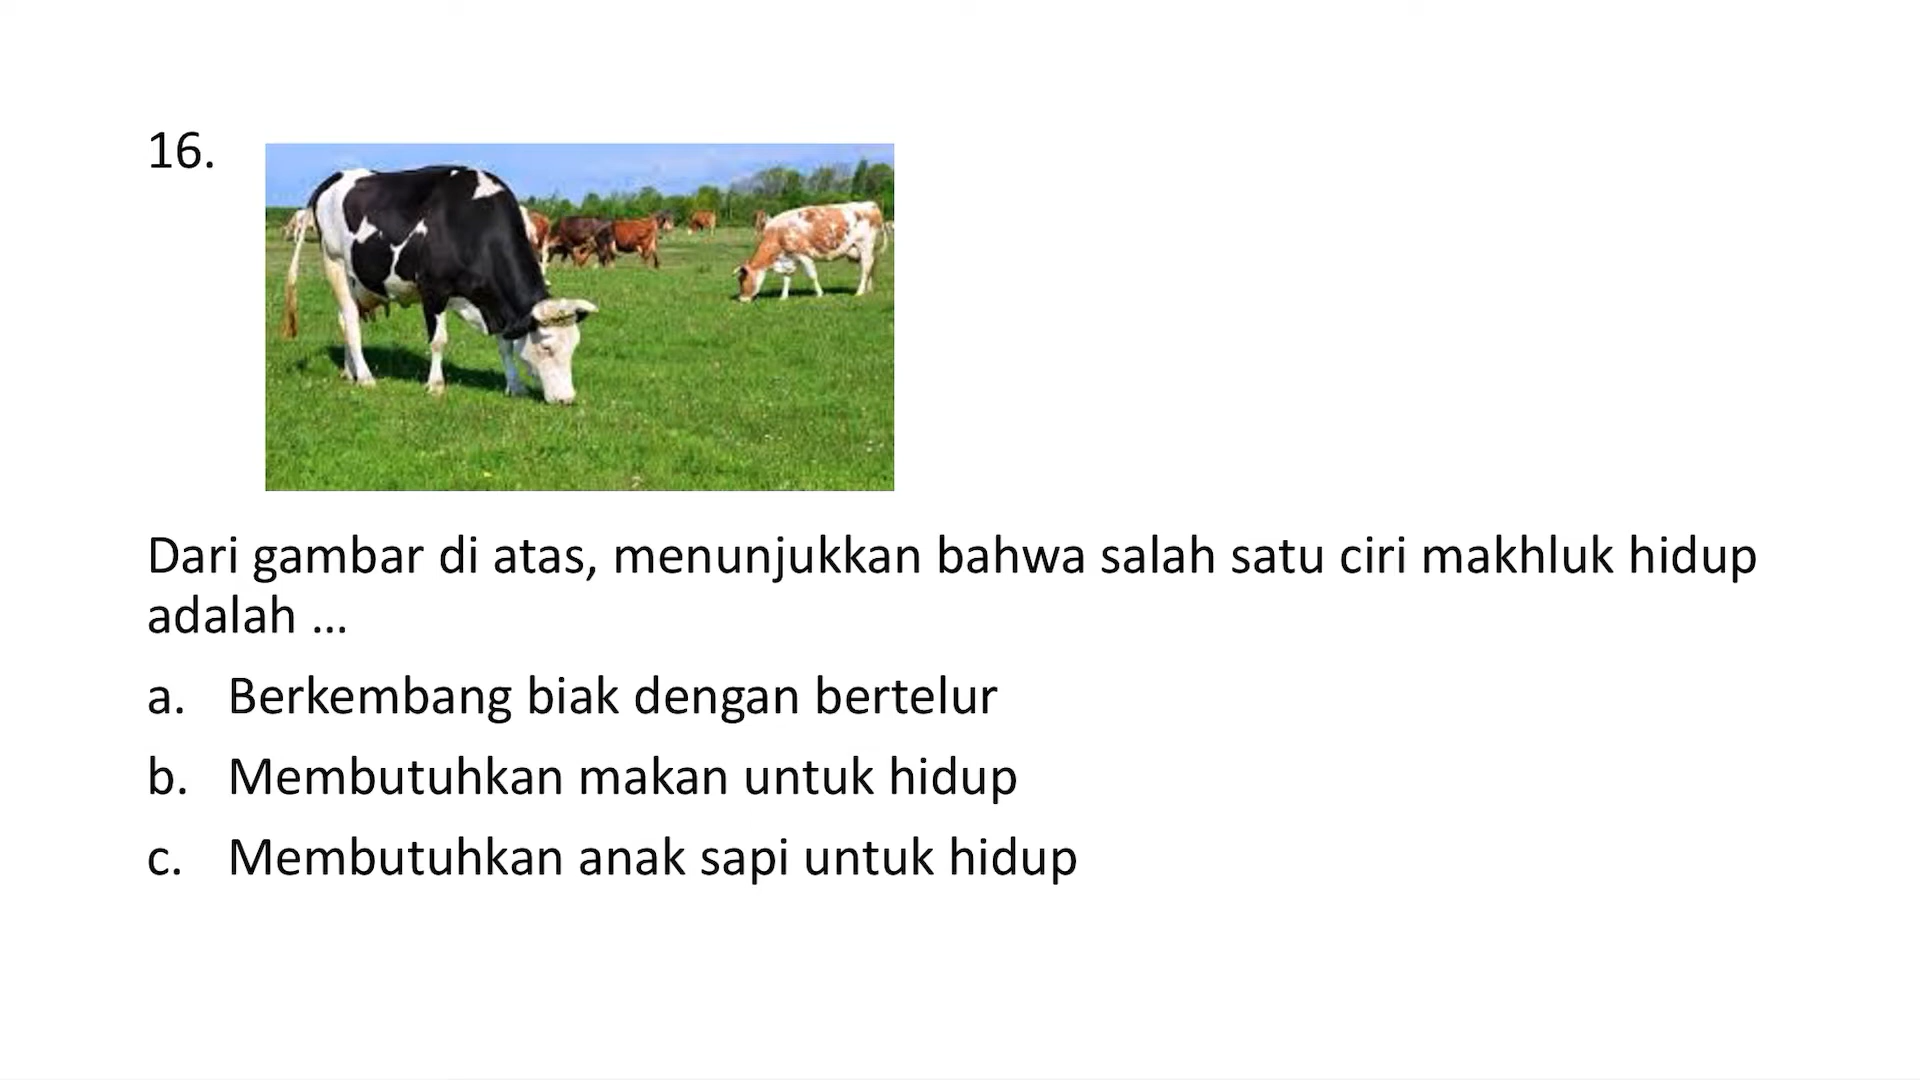 16.
Dari gambar di atas, menunjukkan bahwa salah satu ciri makhluk hidup
adalah ...
a. Berkembang biak dengan bertelur
b. Membutuhkan makan untuk hidup
c. Membutuhkan anak sapi untuk hidup